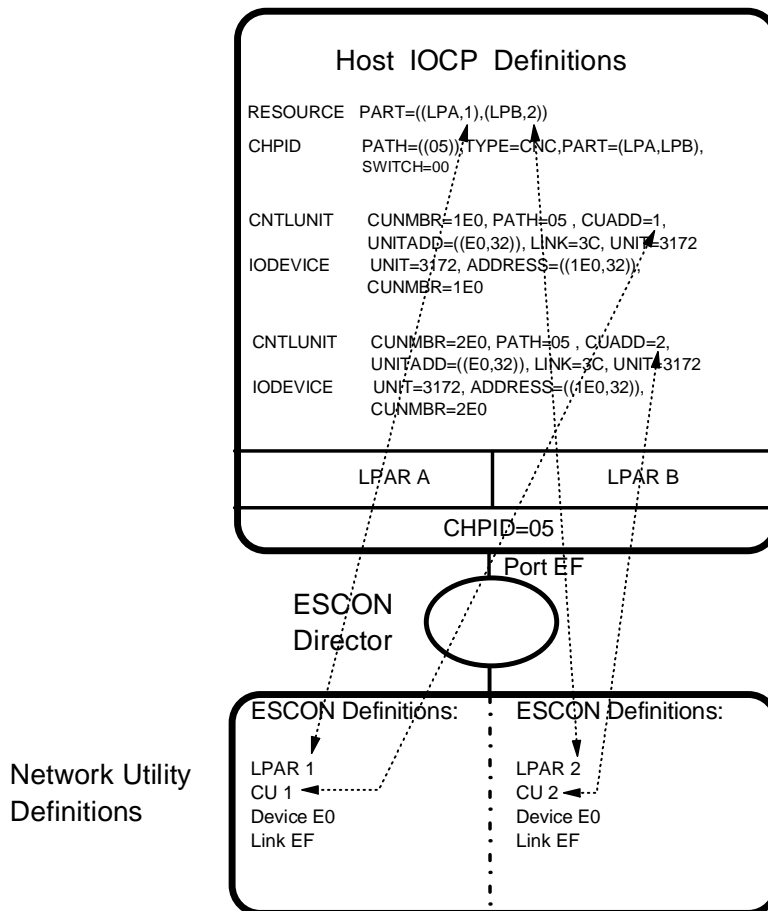 Host IOCP Definitions
RESOURCE PART=((LPA,1),(LPB,2))
CHPID PATH=((05)),TYPE=CNC,PART=(LPA,LPB),
SWITCH=00
CNTLUNIT CUNMBR=1E0, PATH=05 , CUADD=1,
UNITADD=((E0,32)), LINK=3C, UNIT=3172
IODEVICE UNIT=3172, ADDRESS=((1E0,32)),
CUNMBR=1E0
CNTLUNIT CUNMBR=2E0, PATH=05 , CUADD=2,
UNITADD=((E0,32)), LINK=3C, UNIT=3172
IODEVICE UNIT=3172, ADDRESS=((1E0,32)),
CUNMBR=2E0
LPAR A LPAR B
CHPID=05
Port EF
ESCON
Director
ESCON Definitions: ESCON Definitions:
Network Utility
Definitions
LPAR 1
CU 1
Device E0
Link EF
LPAR 2
CU 2
Device E0
Link EF